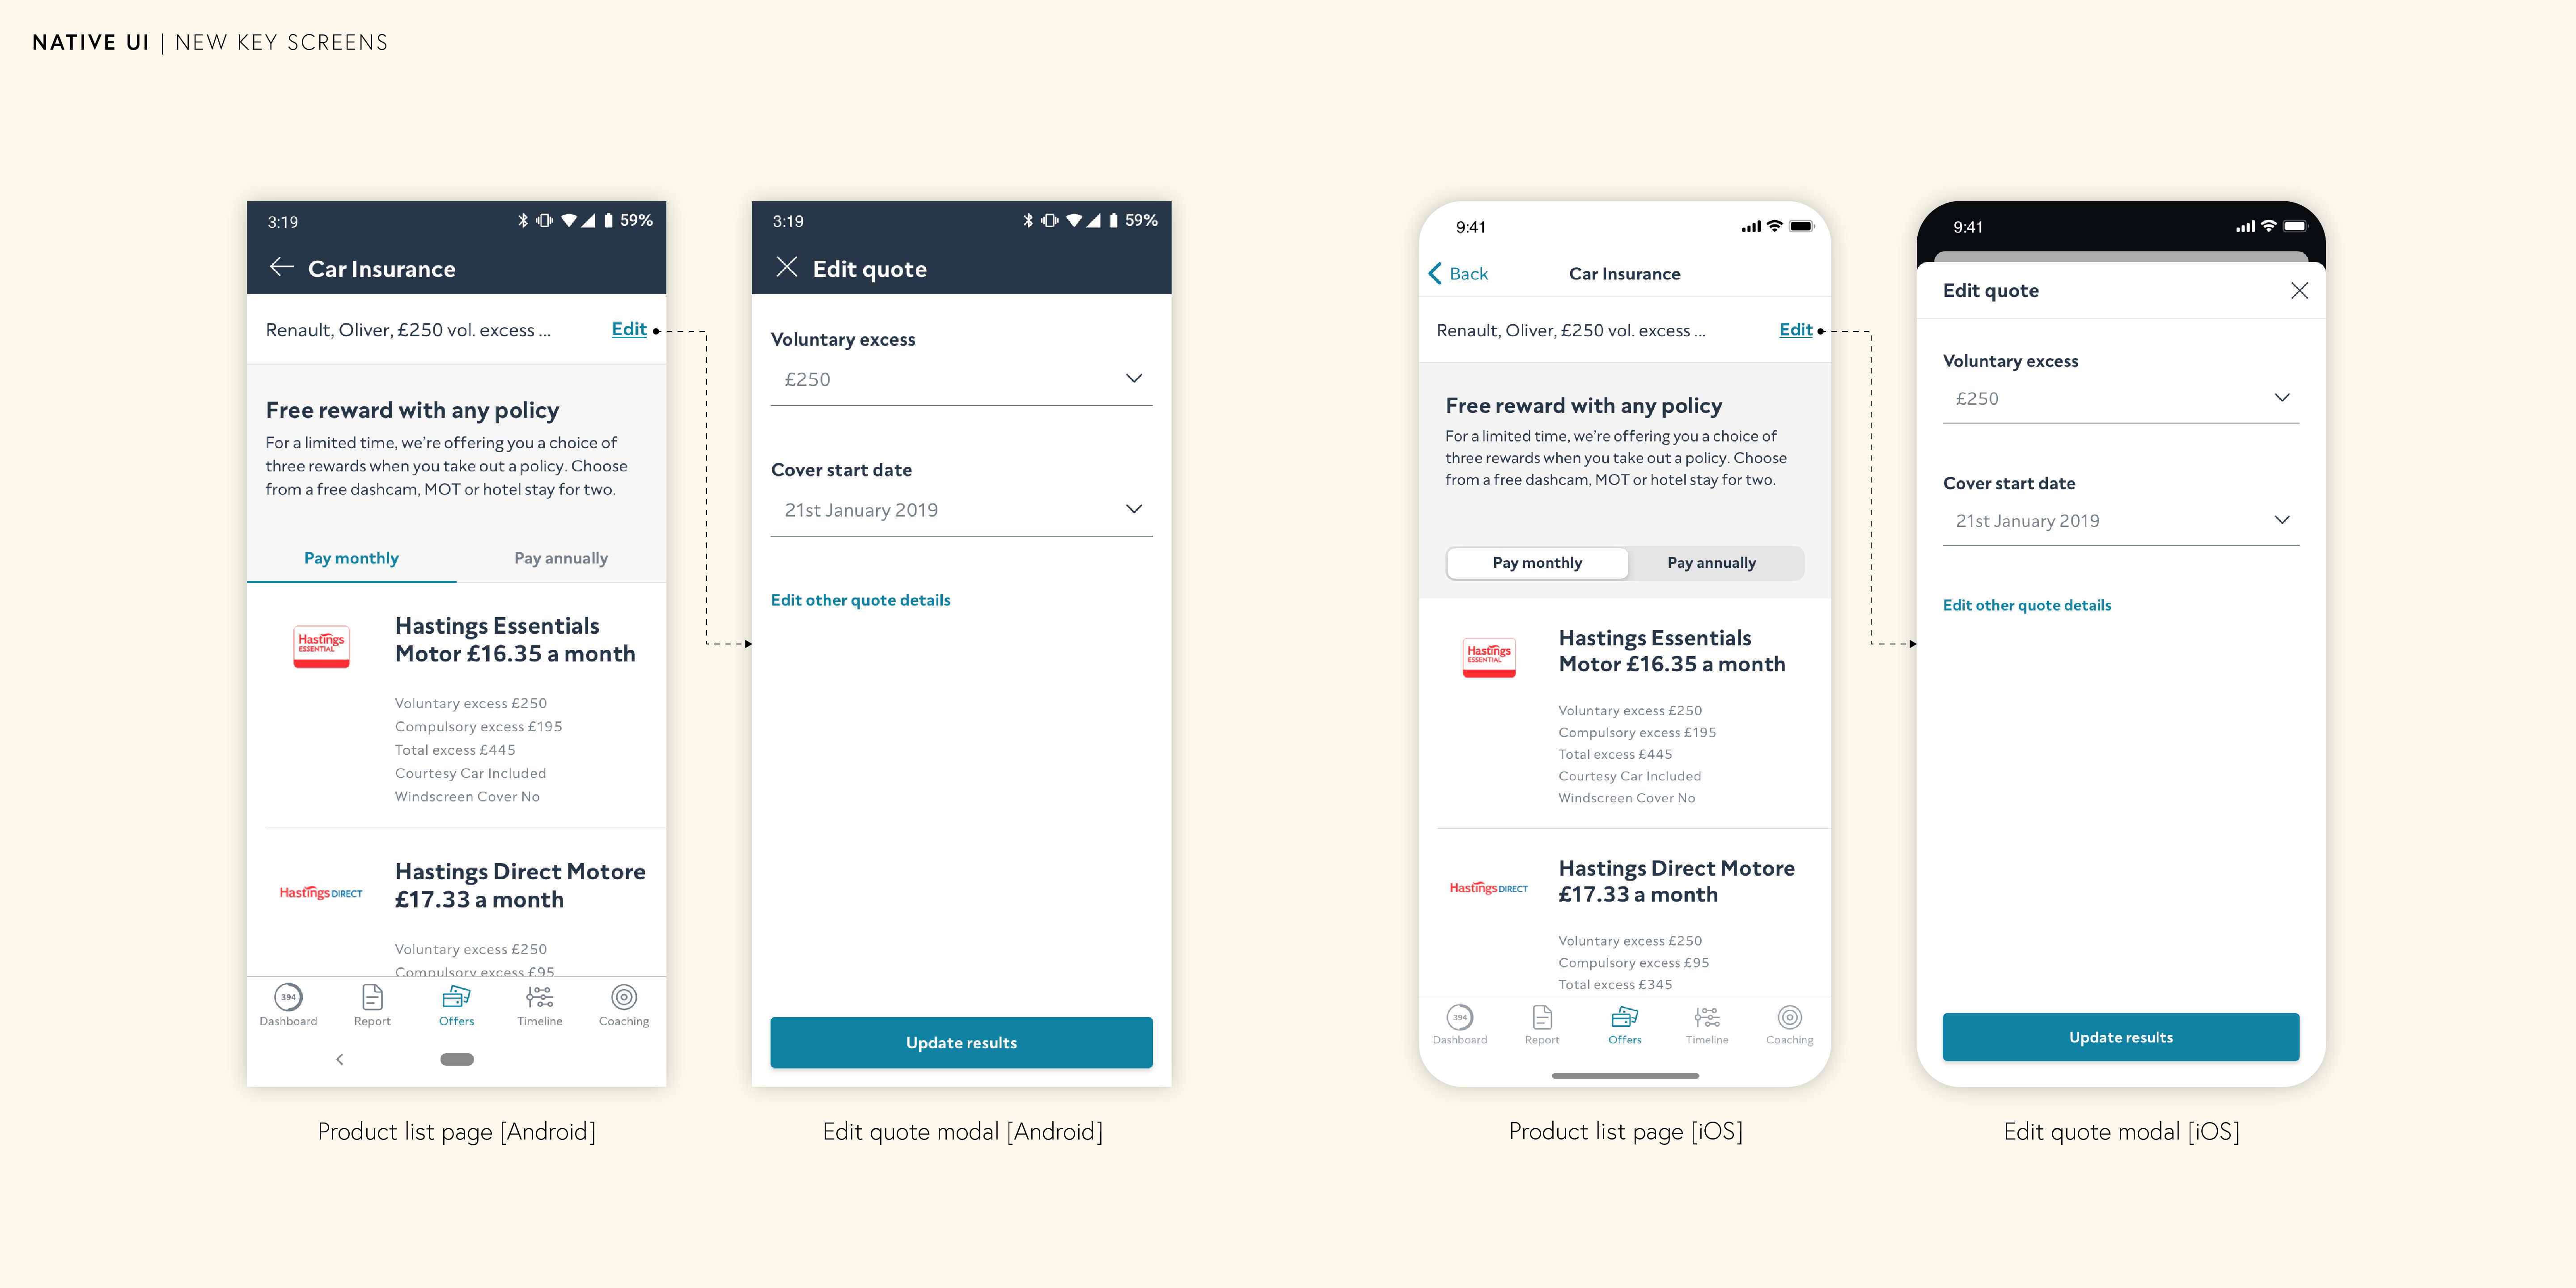 NATIVE UI | NEW KEY SCREENS
3:19
59%
Car Insurance
Renault, Oliver, £250 vol. excess ...
Edit
Free reward with any policy
For a limited time, we're offering you a choice of
three rewards when you take out a policy. Choose
from a free dashcam, MOT or hotel stay for two.
Pay monthly
Pay annually
Hastings
ESSENTIAL
Hastings Essentials
Motor £16.35 a month
Voluntary excess £250
Compulsory excess £195
Total excess £445
Courtesy Car Included
Windscreen Cover No
Hastings DIRECT
Hastings Direct Motore
£17.33 a month
Voluntary excess £250
Compulsory excess £95
394
Dashboard
Report
Offers
Timeline
Coaching
Product list page [Android]
3:19
59%
Edit quote
Voluntary excess
£250
Cover start date
21st January 2019
Edit other quote details
Update results
Edit quote modal [Android]
9:41
Back
Car Insurance
Renault, Oliver, £250 vol. excess ...
Edit
Free reward with any policy
For a limited time, we're offering you a choice of
three rewards when you take out a policy. Choose
from a free dashcam, MOT or hotel stay for two.
Pay monthly
Pay annually
Hastings
ESSENTIAL
Hastings Essentials
Motor £16.35 a month
Voluntary excess £250
Compulsory excess £195
Total excess £445
Courtesy Car Included
Windscreen Cover No
Hastings DIRECT
Hastings Direct Motore
£17.33 a month
Voluntary excess £250
Compulsory excess £95
Total excess £345
394
Dashboard
Report
Offers
Timeline
Coaching
Product list page [iOS]
9:41
Edit quote
Voluntary excess
£250
Cover start date
21st January 2019
Edit other quote details
Update results
Edit quote modal [iOS]